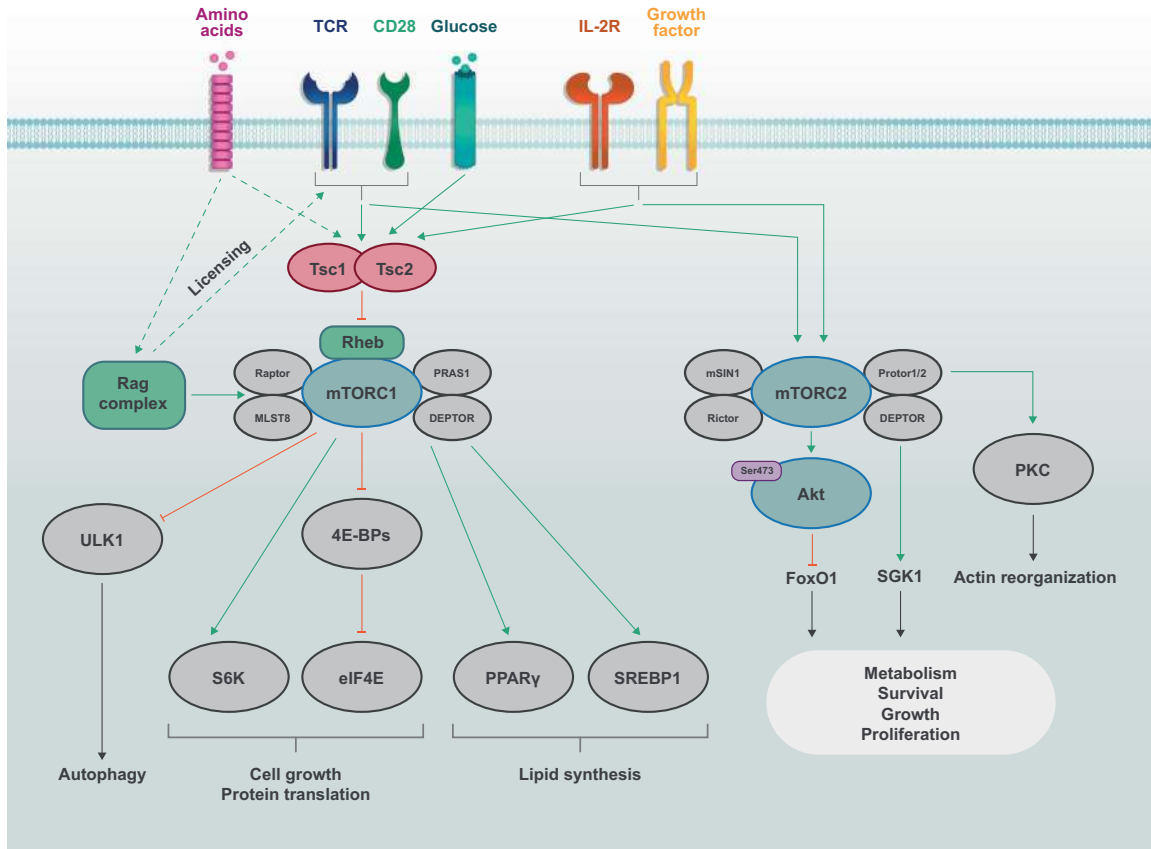 Amino
acids
TCR
CD28
Glucose
IL-2R
Growth
factor
Licensing
Tsc1
Tsc2
Rheb
Rag
complex
Raptor
MLST8
mTORC1
PRAS1
DEPTOR
mSIN1
Rictor
mTORC2
Protor1/2
DEPTOR
Ser473
Akt
PKC
ULK1
4E-BPs
FoxO1
SGK1
Actin reorganization
S6K
eIF4E
PPARγ
SREBP1
Metabolism
Survival
Growth
Proliferation
Autophagy
Cell growth
Protein translation
Lipid synthesis